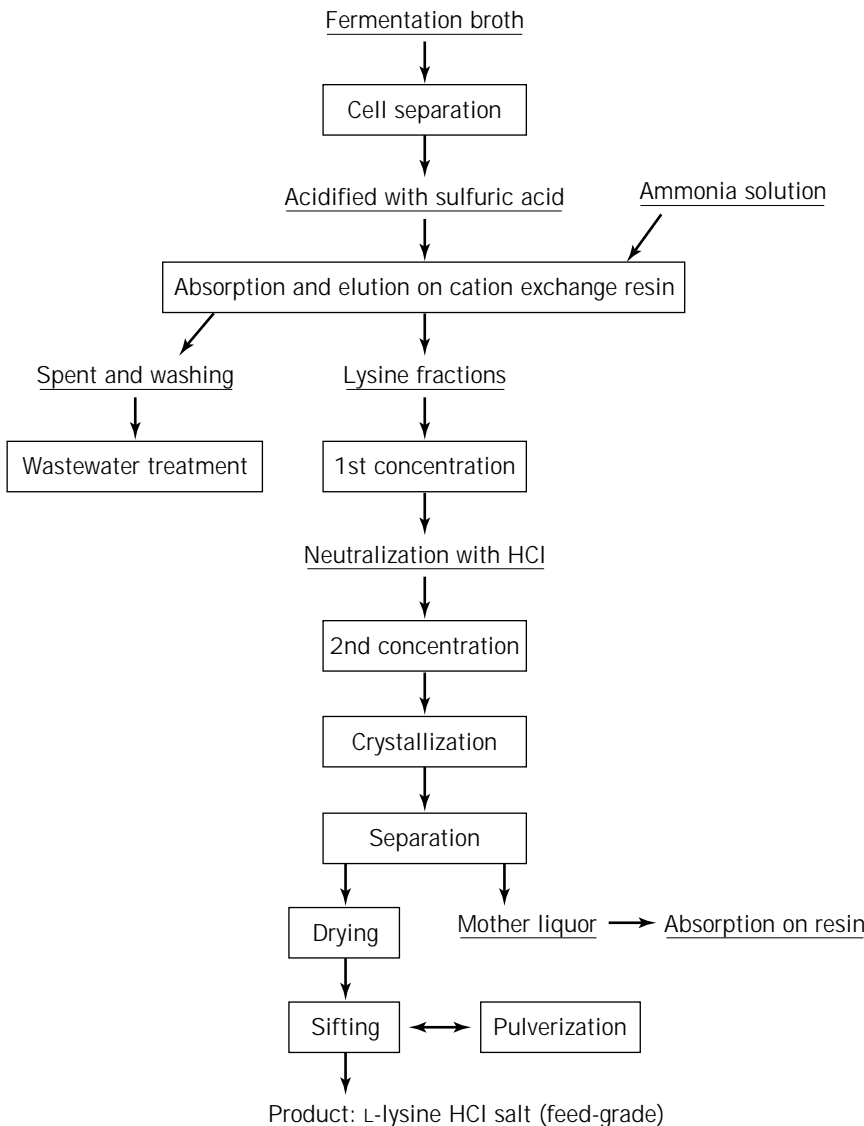 Fermentation broth
Cell separation
Acidified with sulfuric acid
Ammonia solution
Absorption and elution on cation exchange resin
Spent and washing
Lysine fractions
Wastewater treatment
1st concentration
Neutralization with HCl
2nd concentration
Crystallization
Separation
Drying
Mother liquor
Absorption on resin
Sifting
Pulverization
Product: L-lysine HCl salt (feed-grade)